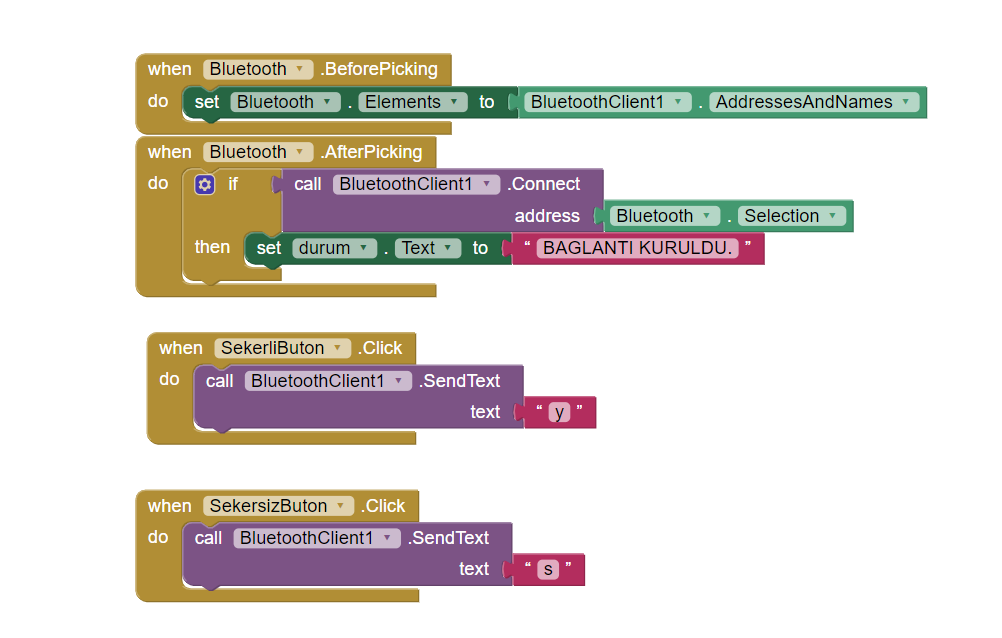 when Bluetooth .BeforePicking
do set Bluetooth . Elements to BluetoothClient1 . AddressesAndNames
when Bluetooth .AfterPicking
do if call BluetoothClient1 .Connect
address Bluetooth . Selection
then set durum . Text to “ BAGLANTI KURULDU. ”
when SekerliButon .Click
do call BluetoothClient1 .SendText
text “ y ”
when SekersizButon .Click
do call BluetoothClient1 .SendText
text “ s ”